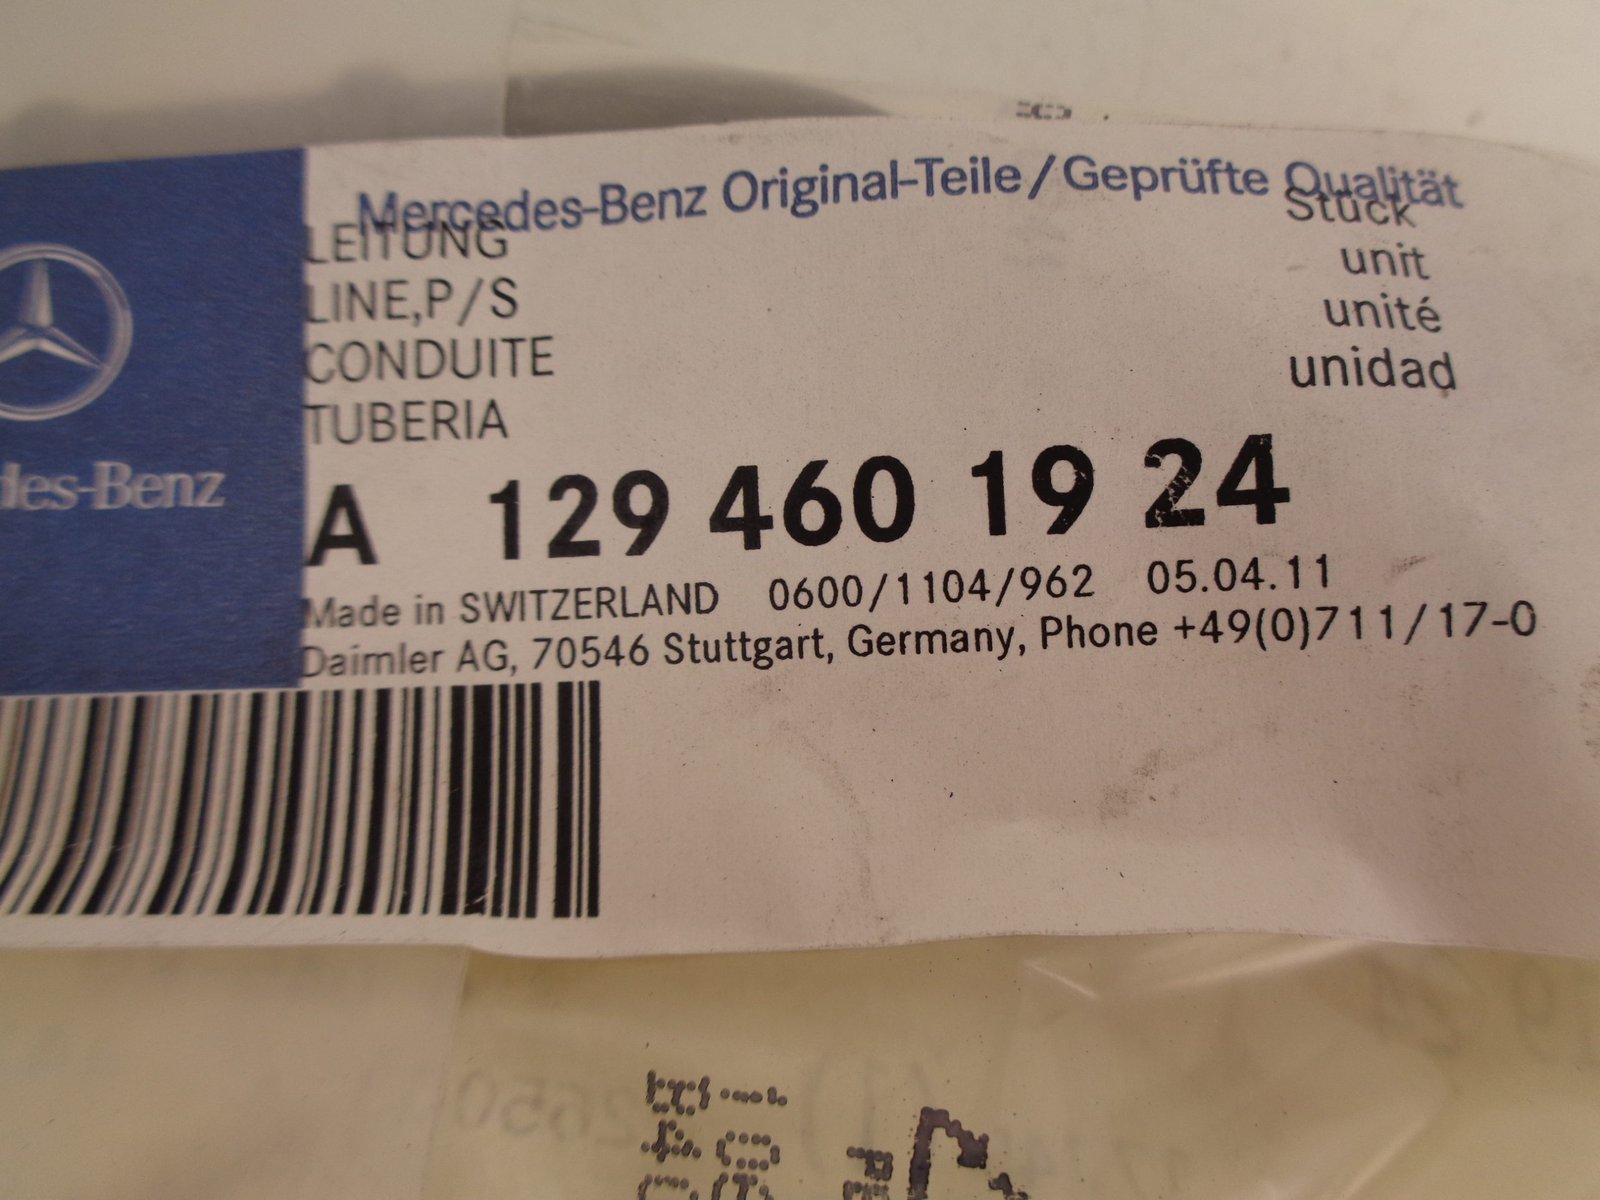 Mercedes-Benz Original-Teile/Geprüfte Qualität
LEITUNG Stück
LINE,P/S unit
CONDUITE unité
TUBERIA unidad
des-Benz
A 129 460 19 24
Made in SWITZERLAND 0600/1104/962 05.04.11
Daimler AG, 70546 Stuttgart, Germany, Phone +49(0)711/17-0